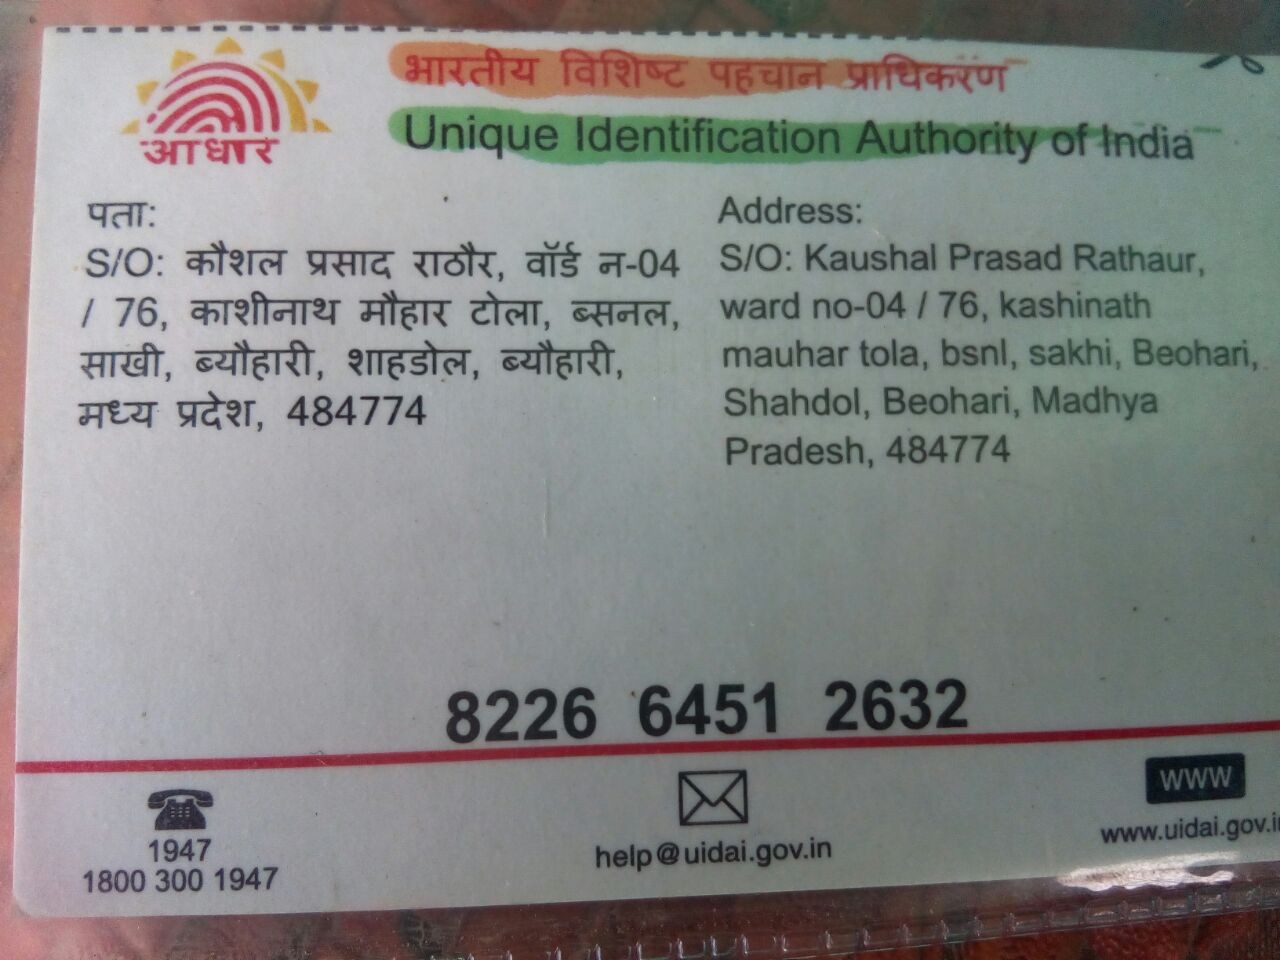 आधार
भारतीय विशिष्ट पहचान प्राधिकरण
Unique Identification Authority of India
पता:
S/O: कौशल प्रसाद राठौर, वॉर्ड न-04
/ 76, काशीनाथ मौहार टोला, ब्सनल,
साखी, ब्यौहारी, शाहडोल, ब्यौहारी,
मध्य प्रदेश, 484774
Address:
S/O: Kaushal Prasad Rathaur,
ward no-04 / 76, kashinath
mauhar tola, bsnl, sakhi, Beohari,
Shahdol, Beohari, Madhya
Pradesh, 484774
8226 6451 2632
1947
1800 300 1947
help@uidai.gov.in
www
www.uidai.gov.in